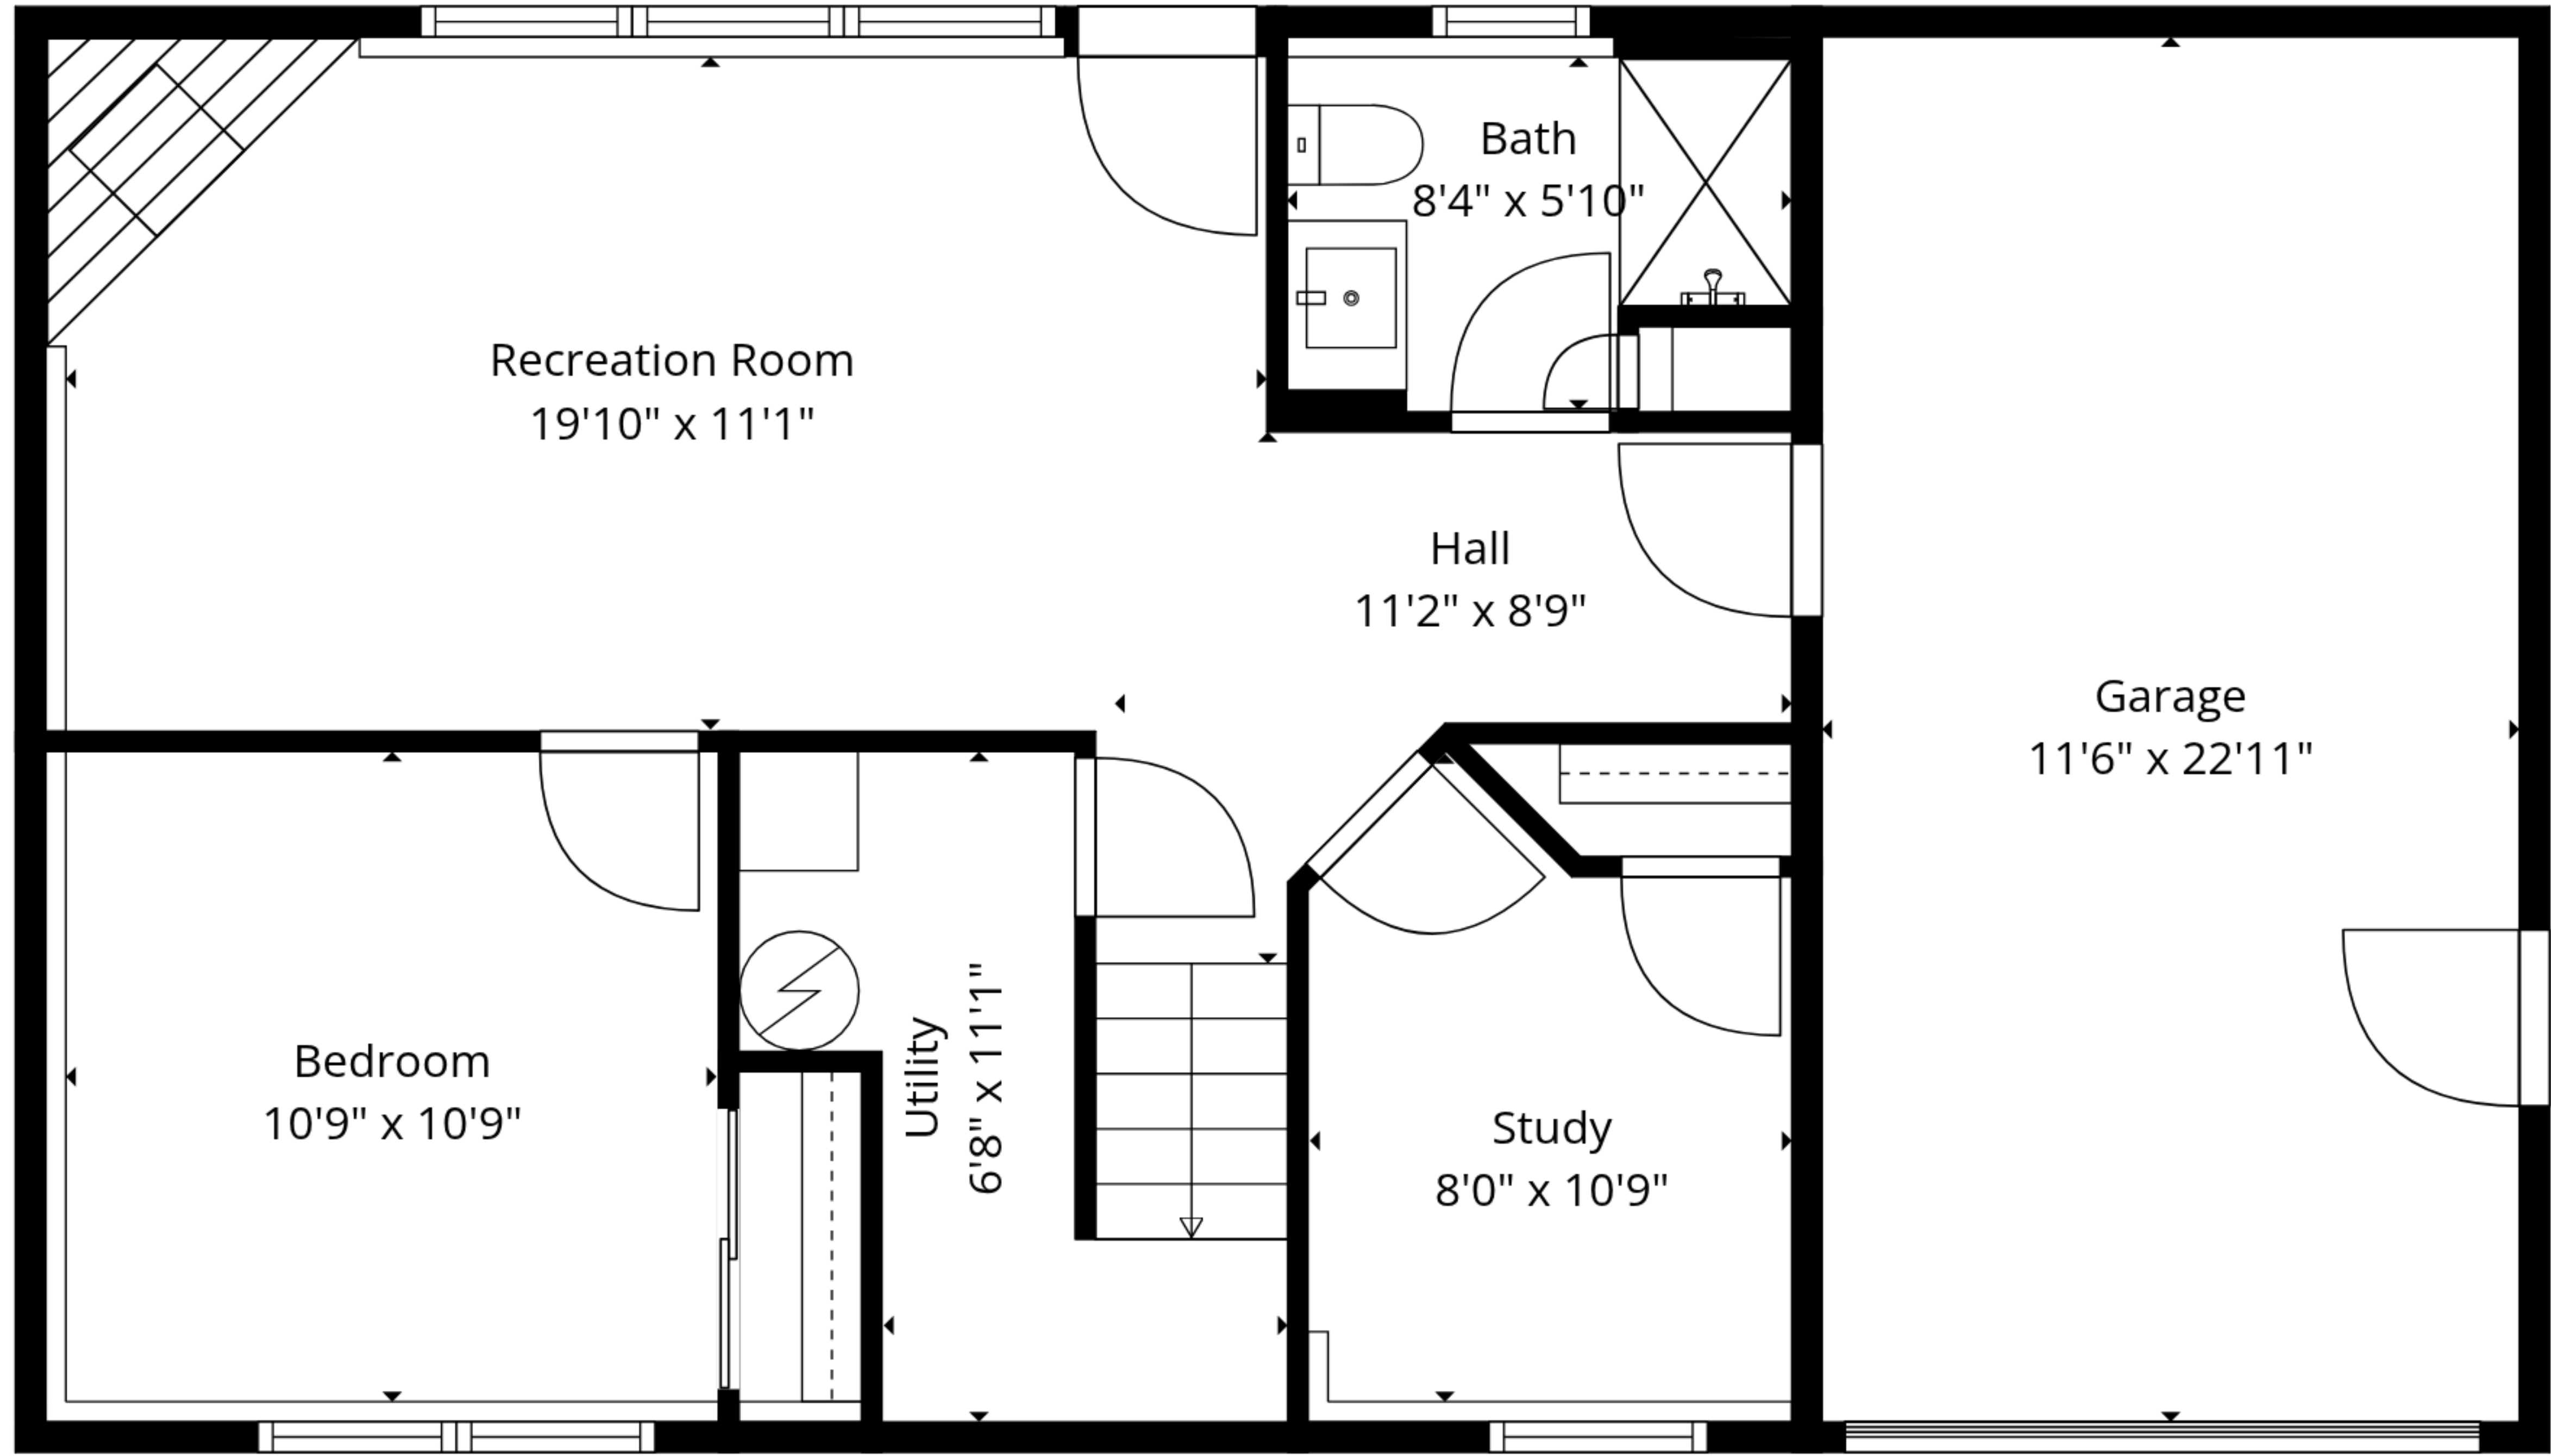 Bath
8'4" x 5'10"
Recreation Room
19'10" x 11'1"
Hall
11'2" x 8'9"
Garage
11'6" x 22'11"
Bedroom
10'9" x 10'9"
Utility
6'8" x 11'1"
Study
8'0" x 10'9"